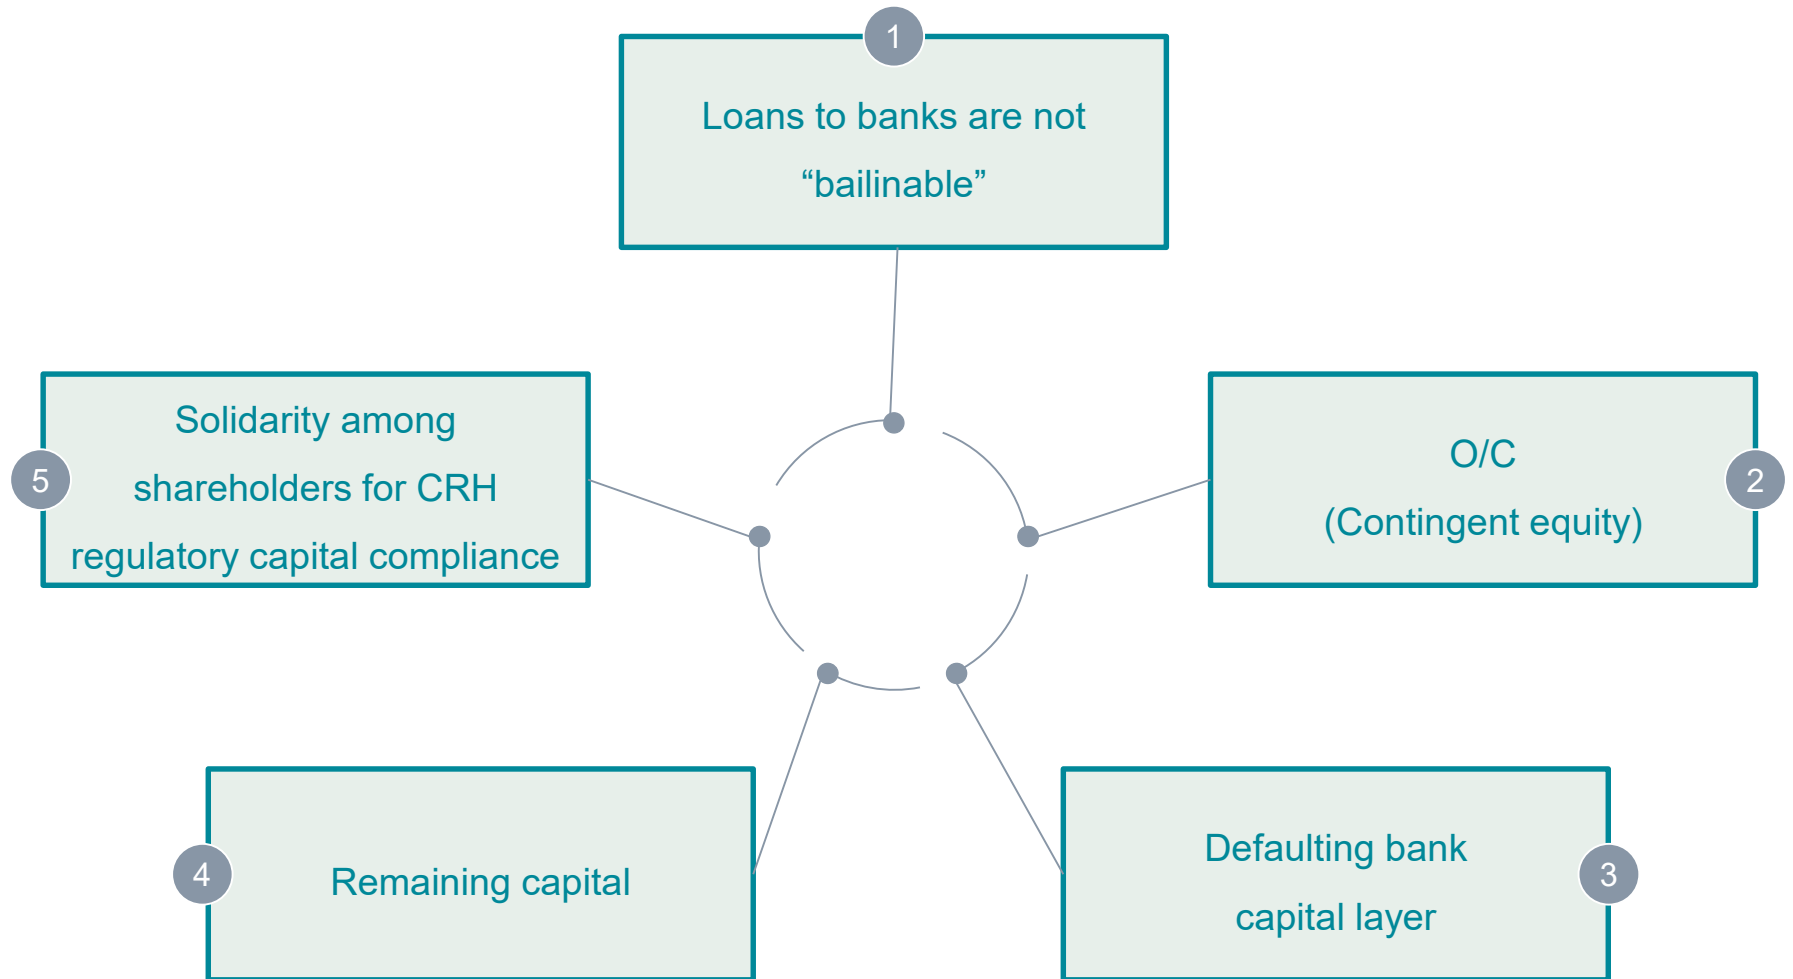 1
Loans to banks are not
“bailinable”
2
O/C
(Contingent equity)
3
Defaulting bank
capital layer
4
Remaining capital
5
Solidarity among
shareholders for CRH
regulatory capital compliance